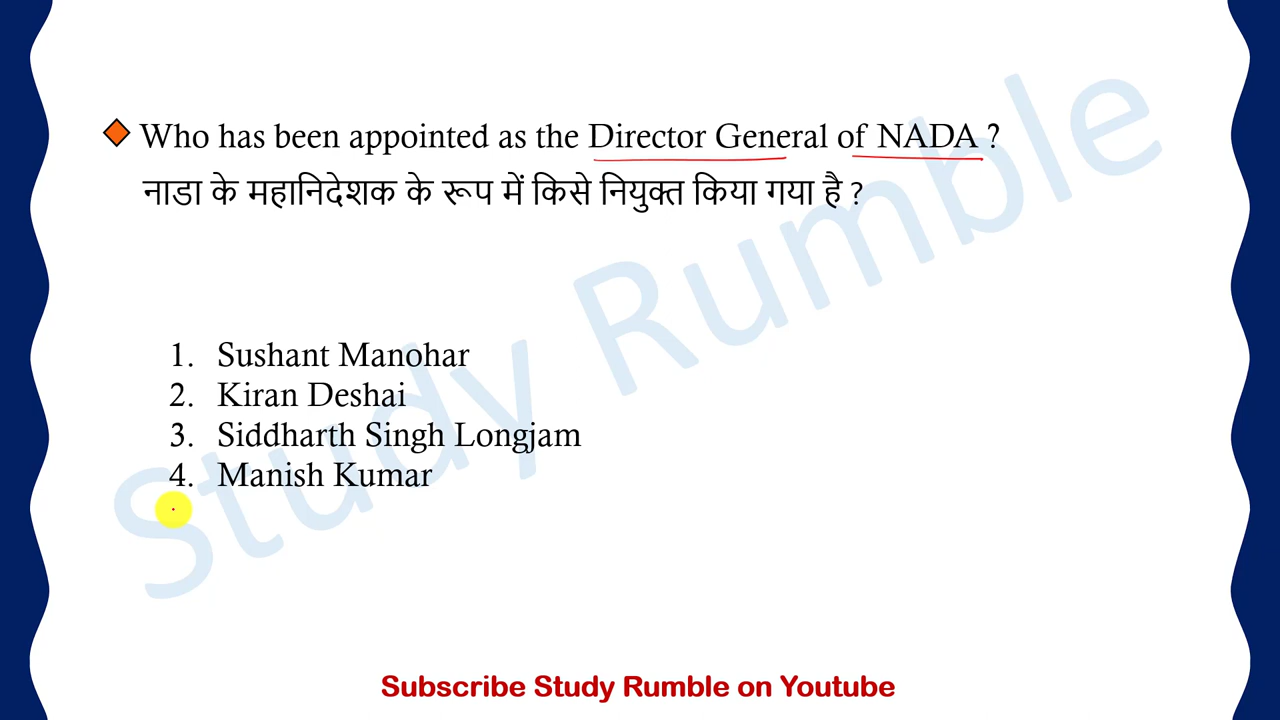 Who has been appointed as the Director General of NADA ?
नाडा के महानिदेशक के रूप में किसे नियुक्त किया गया है ?
1. Sushant Manohar
2. Kiran Deshai
3. Siddharth Singh Longjam
4. Manish Kumar
Study Rumble
Subscribe Study Rumble on Youtube